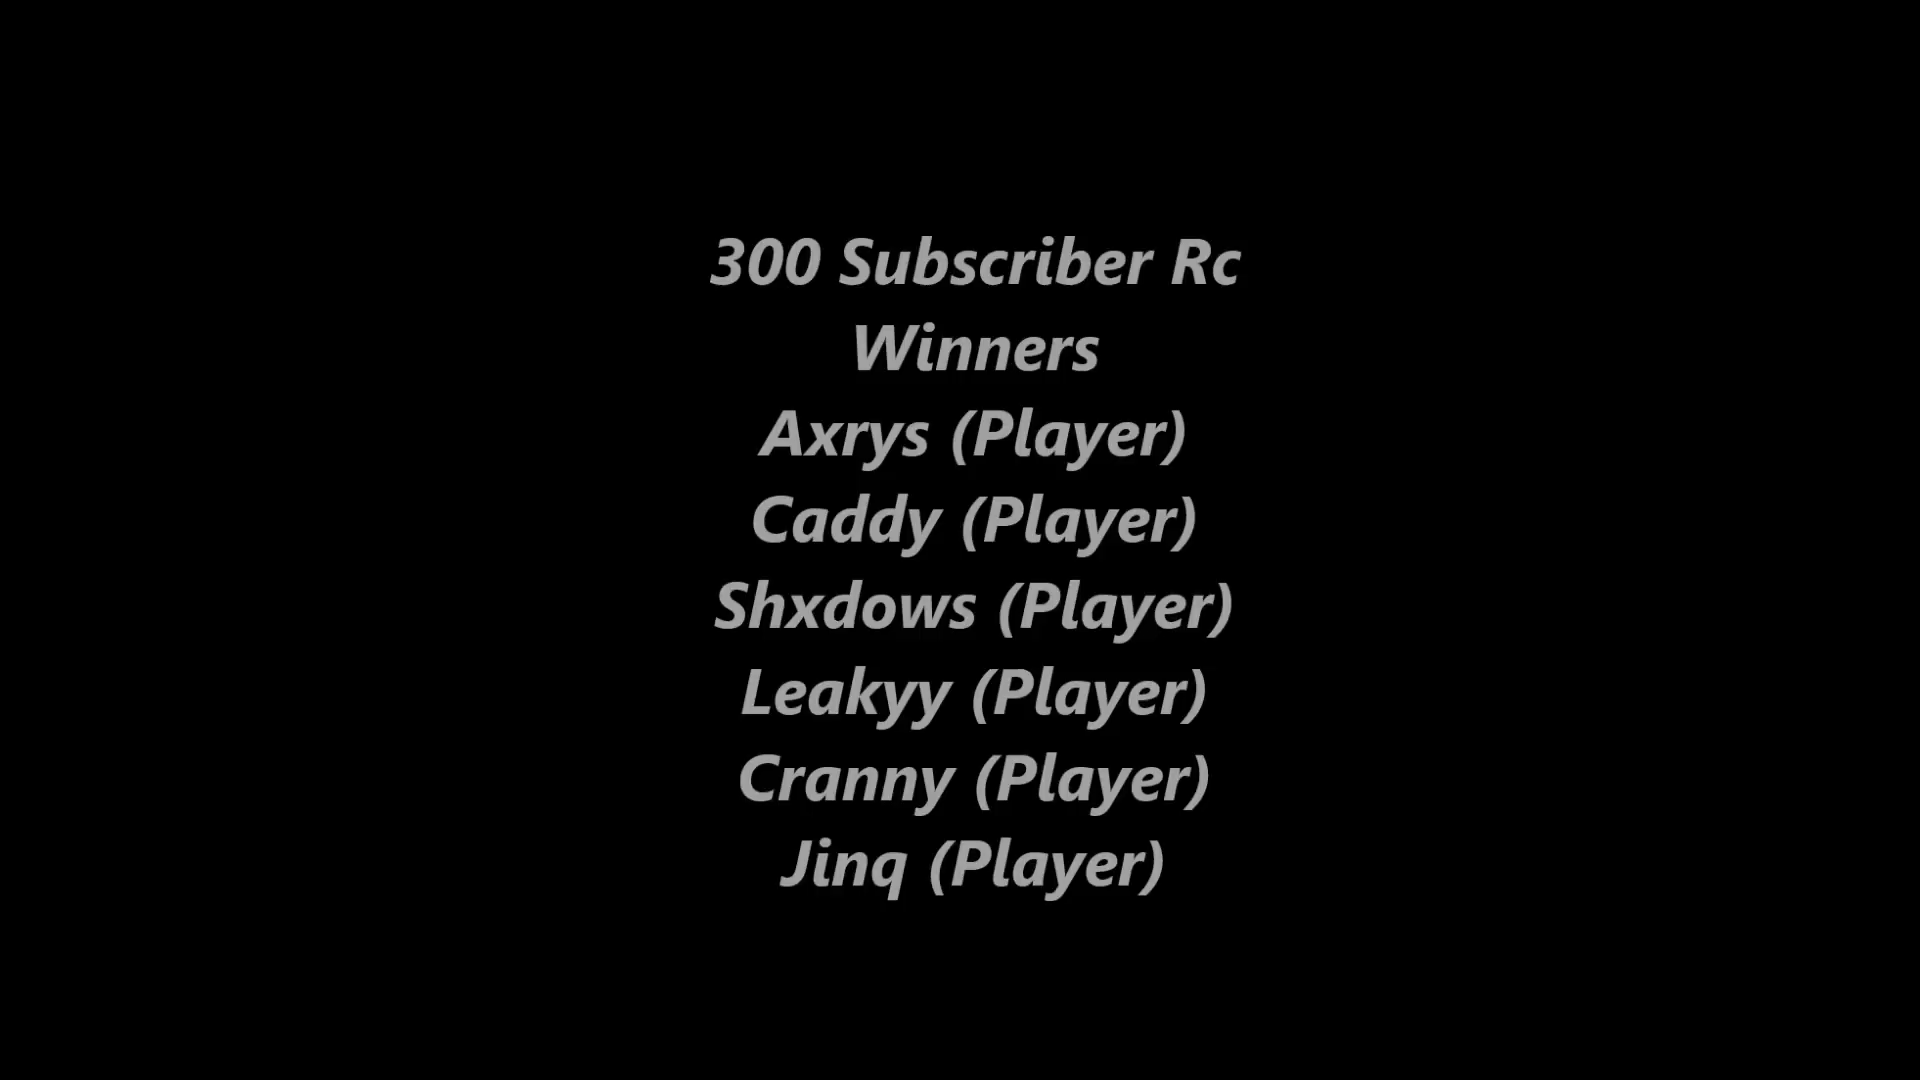 300 Subscriber Rc
Winners
Axrys (Player)
Caddy (Player)
Shxdows (Player)
Leakyy (Player)
Cranny (Player)
Jinq (Player)